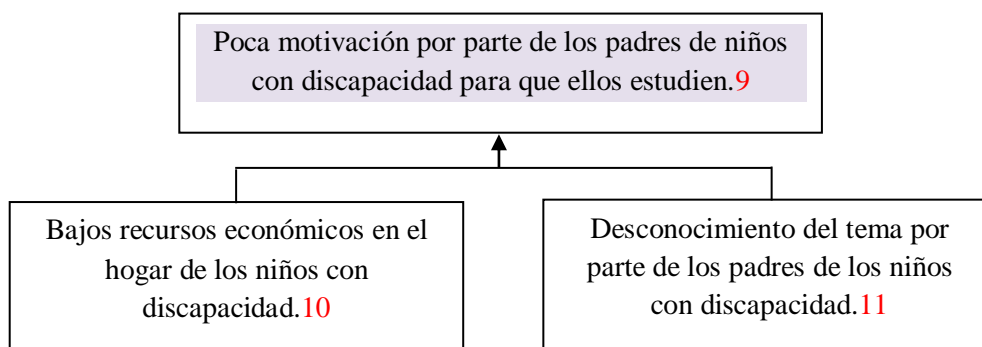 Poca motivación por parte de los padres de niños
con discapacidad para que ellos estudien.9
Bajos recursos económicos en el
hogar de los niños con
discapacidad.10
Desconocimiento del tema por
parte de los padres de los niños
con discapacidad.11